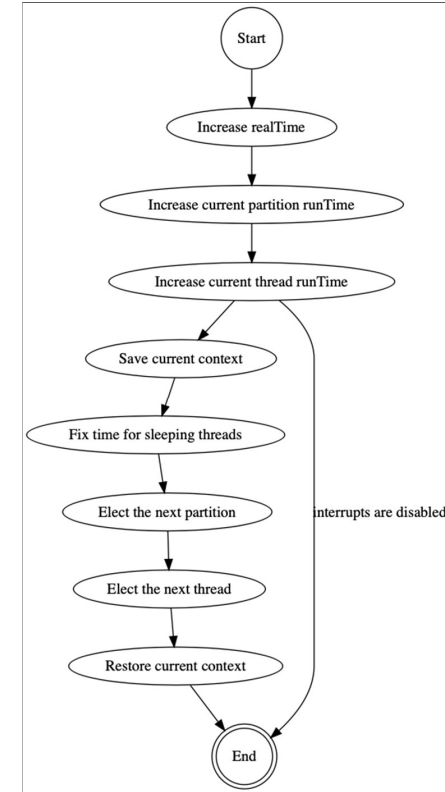 Start
Increase realTime
Increase current partition runTime
Increase current thread runTime
Save current context
Fix time for sleeping threads
Elect the next partition
interrupts are disabled
Elect the next thread
Restore current context
End